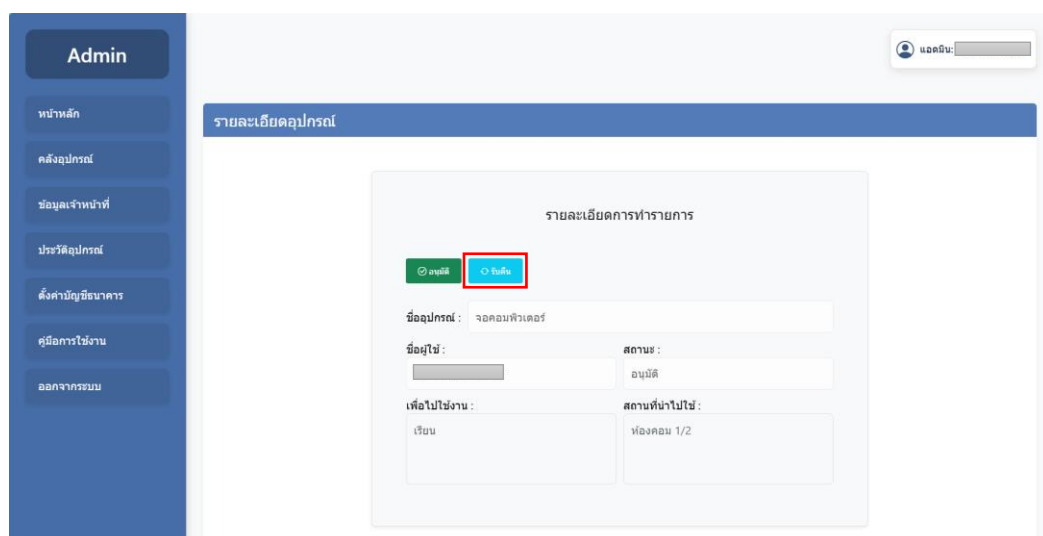 Admin
แอดมิน:
หน้าหลัก
คลังอุปกรณ์
ข้อมูลเจ้าหน้าที่
ประวัติอุปกรณ์
ตั้งค่าบัญชีธนาคาร
คู่มือการใช้งาน
ออกจากระบบ
รายละเอียดอุปกรณ์
รายละเอียดการทำรายการ
อนุมัติ รับคืน
ชื่ออุปกรณ์ : จอคอมพิวเตอร์
ชื่อผู้ใช้ : สถานะ :
อนุมัติ
เพื่อไปใช้งาน : สถานที่นำไปใช้ :
เรียน ห้องคอม 1/2